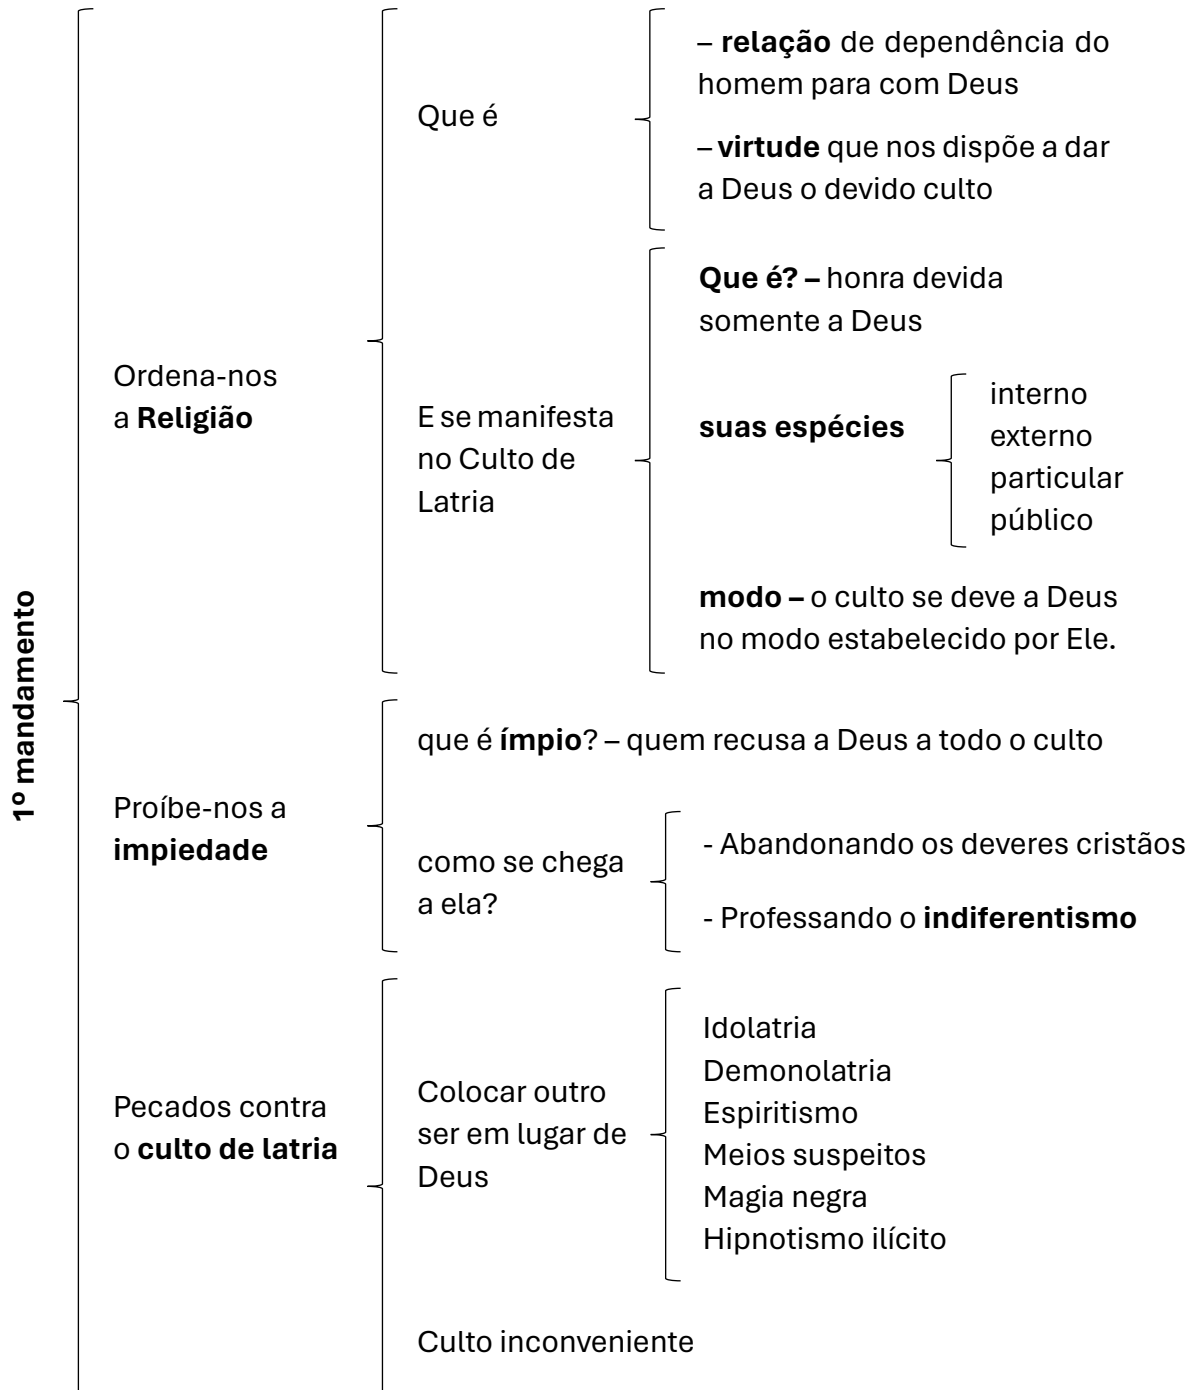 1º mandamento
Ordena-nos
a Religião
Que é
– relação de dependência do
homem para com Deus
– virtude que nos dispõe a dar
a Deus o devido culto
E se manifesta
no Culto de
Latria
Que é? – honra devida
somente a Deus
suas espécies
interno
externo
particular
público
modo – o culto se deve a Deus
no modo estabelecido por Ele.
Proíbe-nos a
impiedade
que é ímpio? – quem recusa a Deus a todo o culto
como se chega
a ela?
- Abandonando os deveres cristãos
- Professando o indiferentismo
Pecados contra
o culto de latria
Colocar outro
ser em lugar de
Deus
Idolatria
Demonolatria
Espiritismo
Meios suspeitos
Magia negra
Hipnotismo ilícito
Culto inconveniente